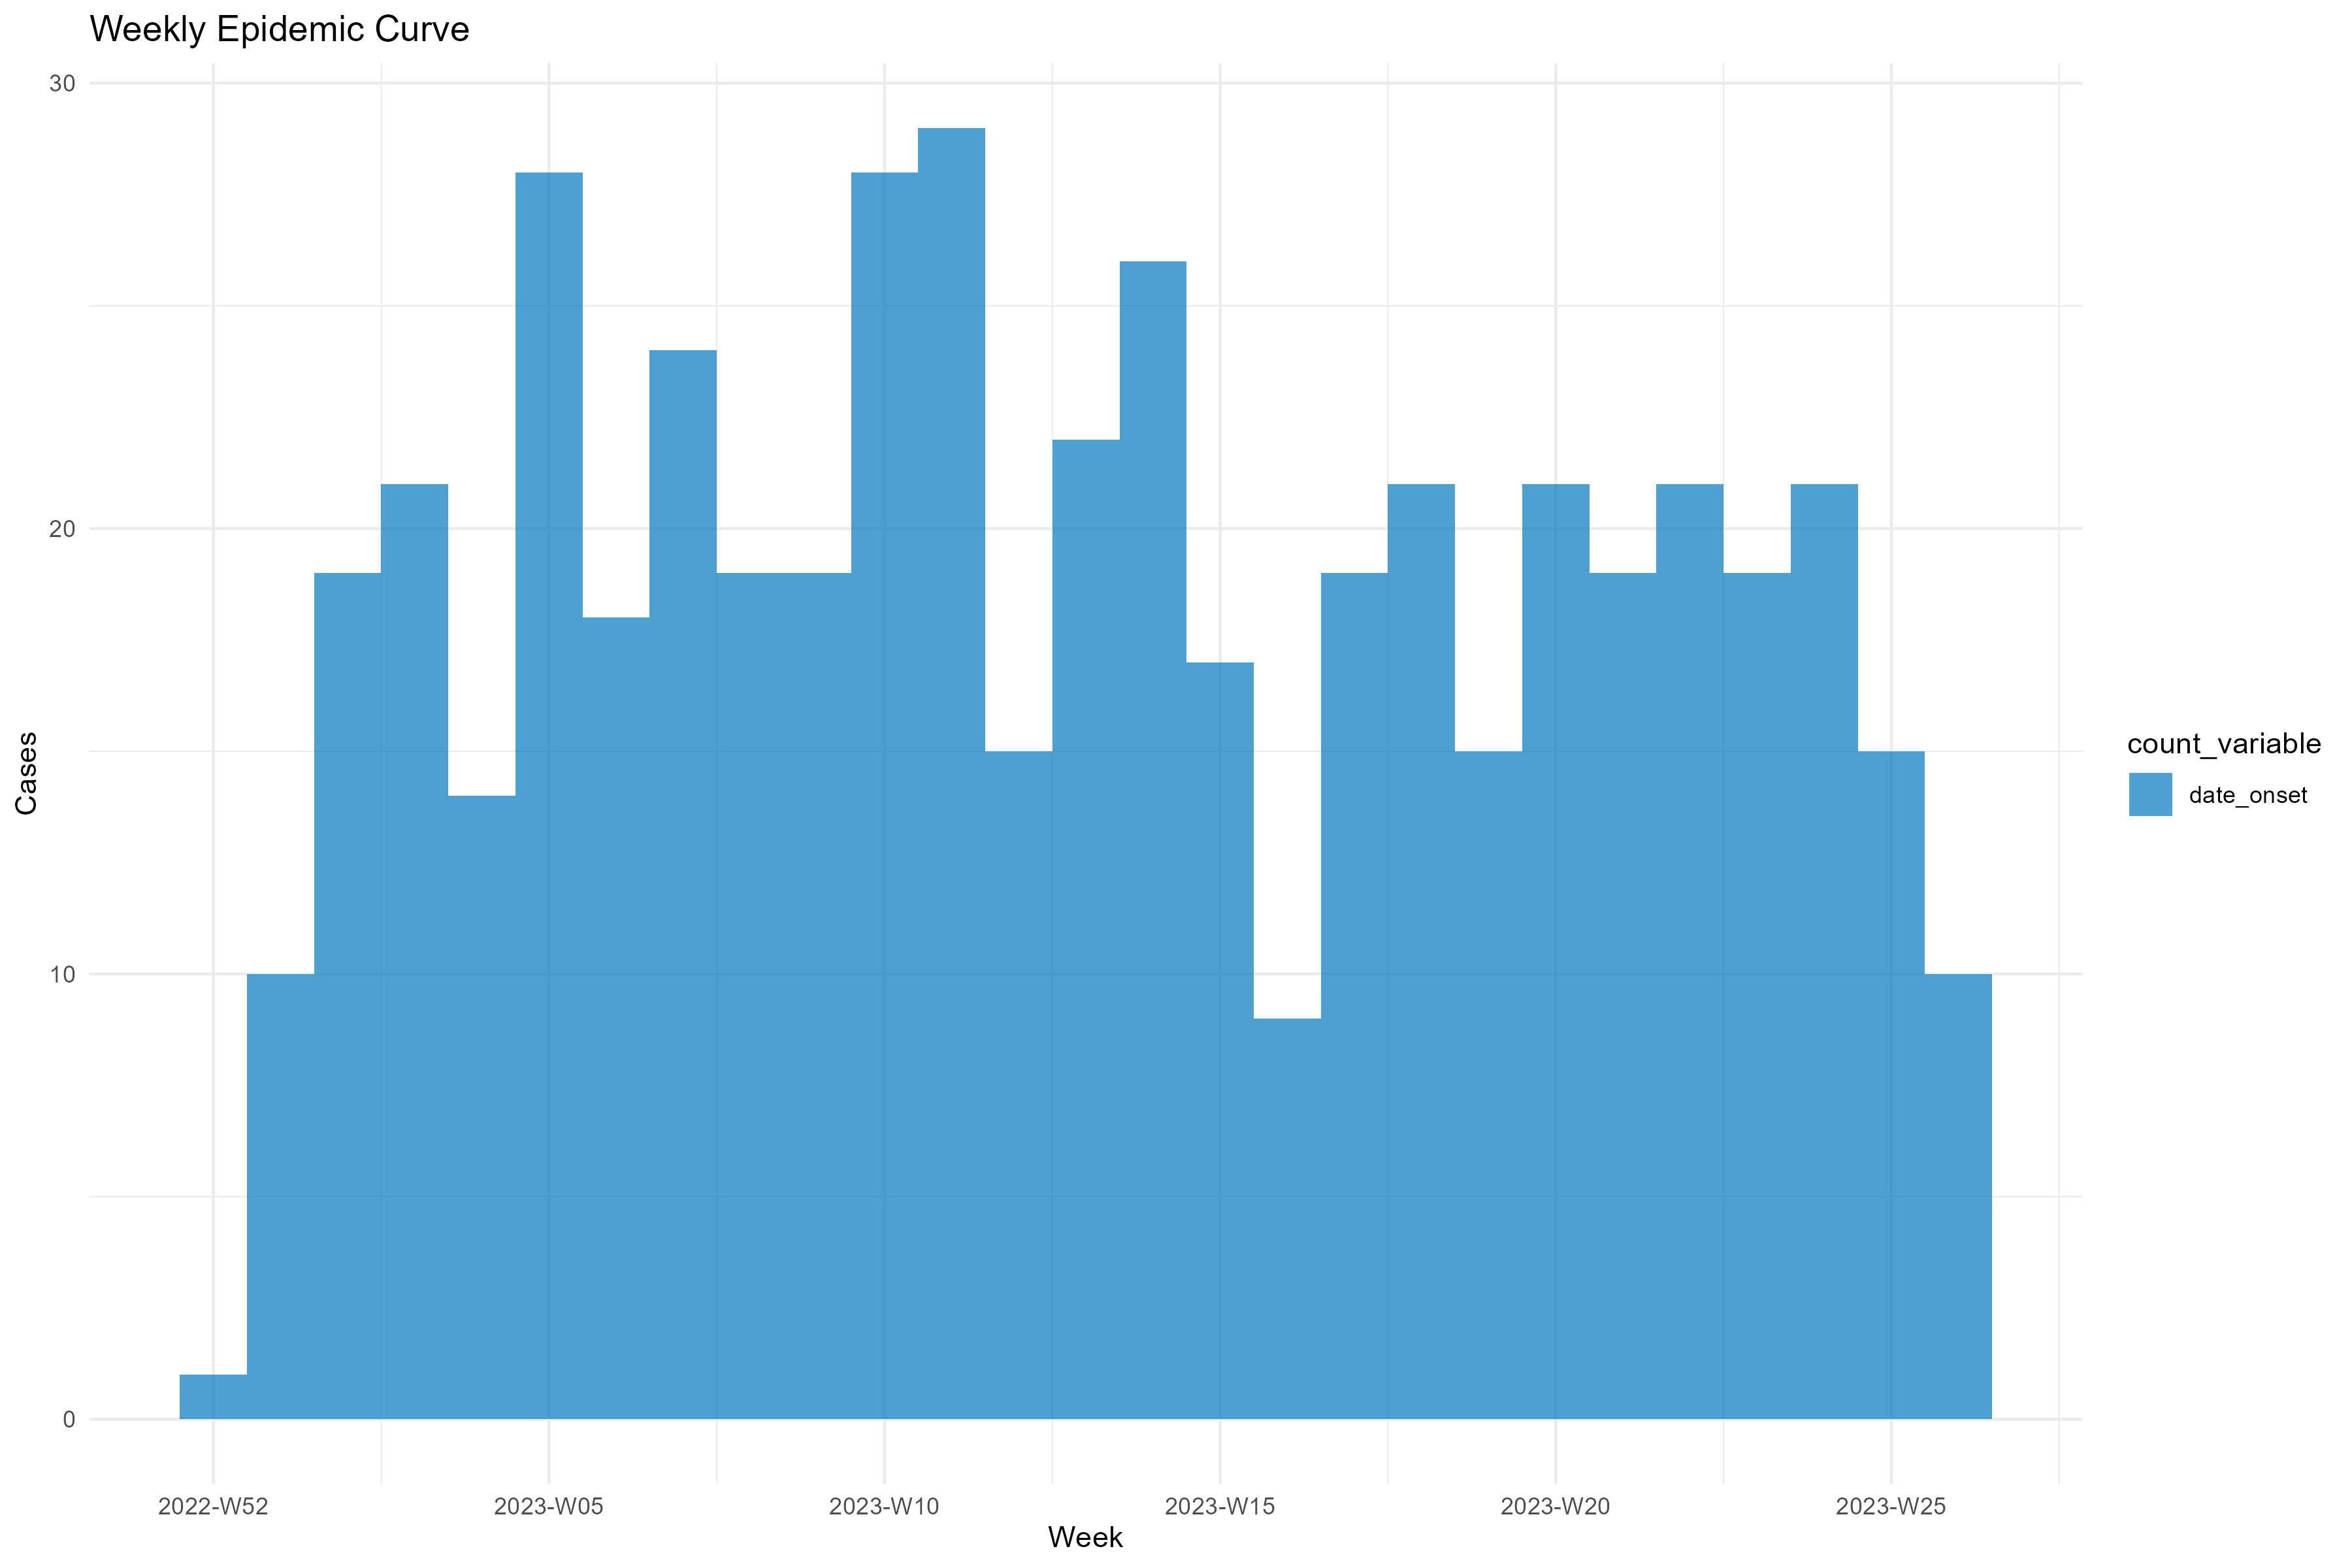 Weekly Epidemic Curve
30
20
10
0
Cases
2022-W52
2023-W05
2023-W10
2023-W15
2023-W20
2023-W25
Week
count_variable
date_onset